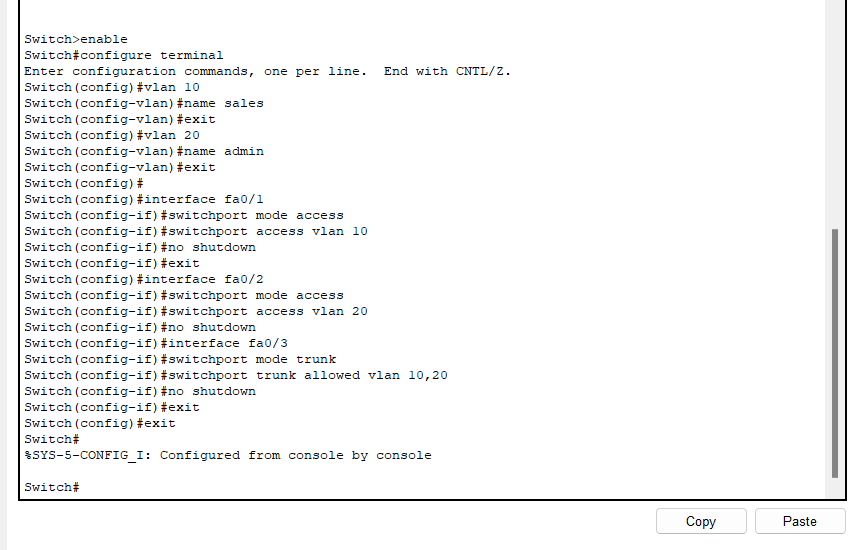 Switch>enable
Switch#configure terminal
Enter configuration commands, one per line.  End with CNTL/Z.
Switch(config)#vlan 10
Switch(config-vlan)#name sales
Switch(config-vlan)#exit
Switch(config)#vlan 20
Switch(config-vlan)#name admin
Switch(config-vlan)#exit
Switch(config)#
Switch(config)#interface fa0/1
Switch(config-if)#switchport mode access
Switch(config-if)#switchport access vlan 10
Switch(config-if)#no shutdown
Switch(config-if)#exit
Switch(config)#interface fa0/2
Switch(config-if)#switchport mode access
Switch(config-if)#switchport access vlan 20
Switch(config-if)#no shutdown
Switch(config-if)#interface fa0/3
Switch(config-if)#switchport mode trunk
Switch(config-if)#switchport trunk allowed vlan 10,20
Switch(config-if)#no shutdown
Switch(config-if)#exit
Switch(config)#exit
Switch#
%SYS-5-CONFIG_I: Configured from console by console
Switch#
Copy Paste